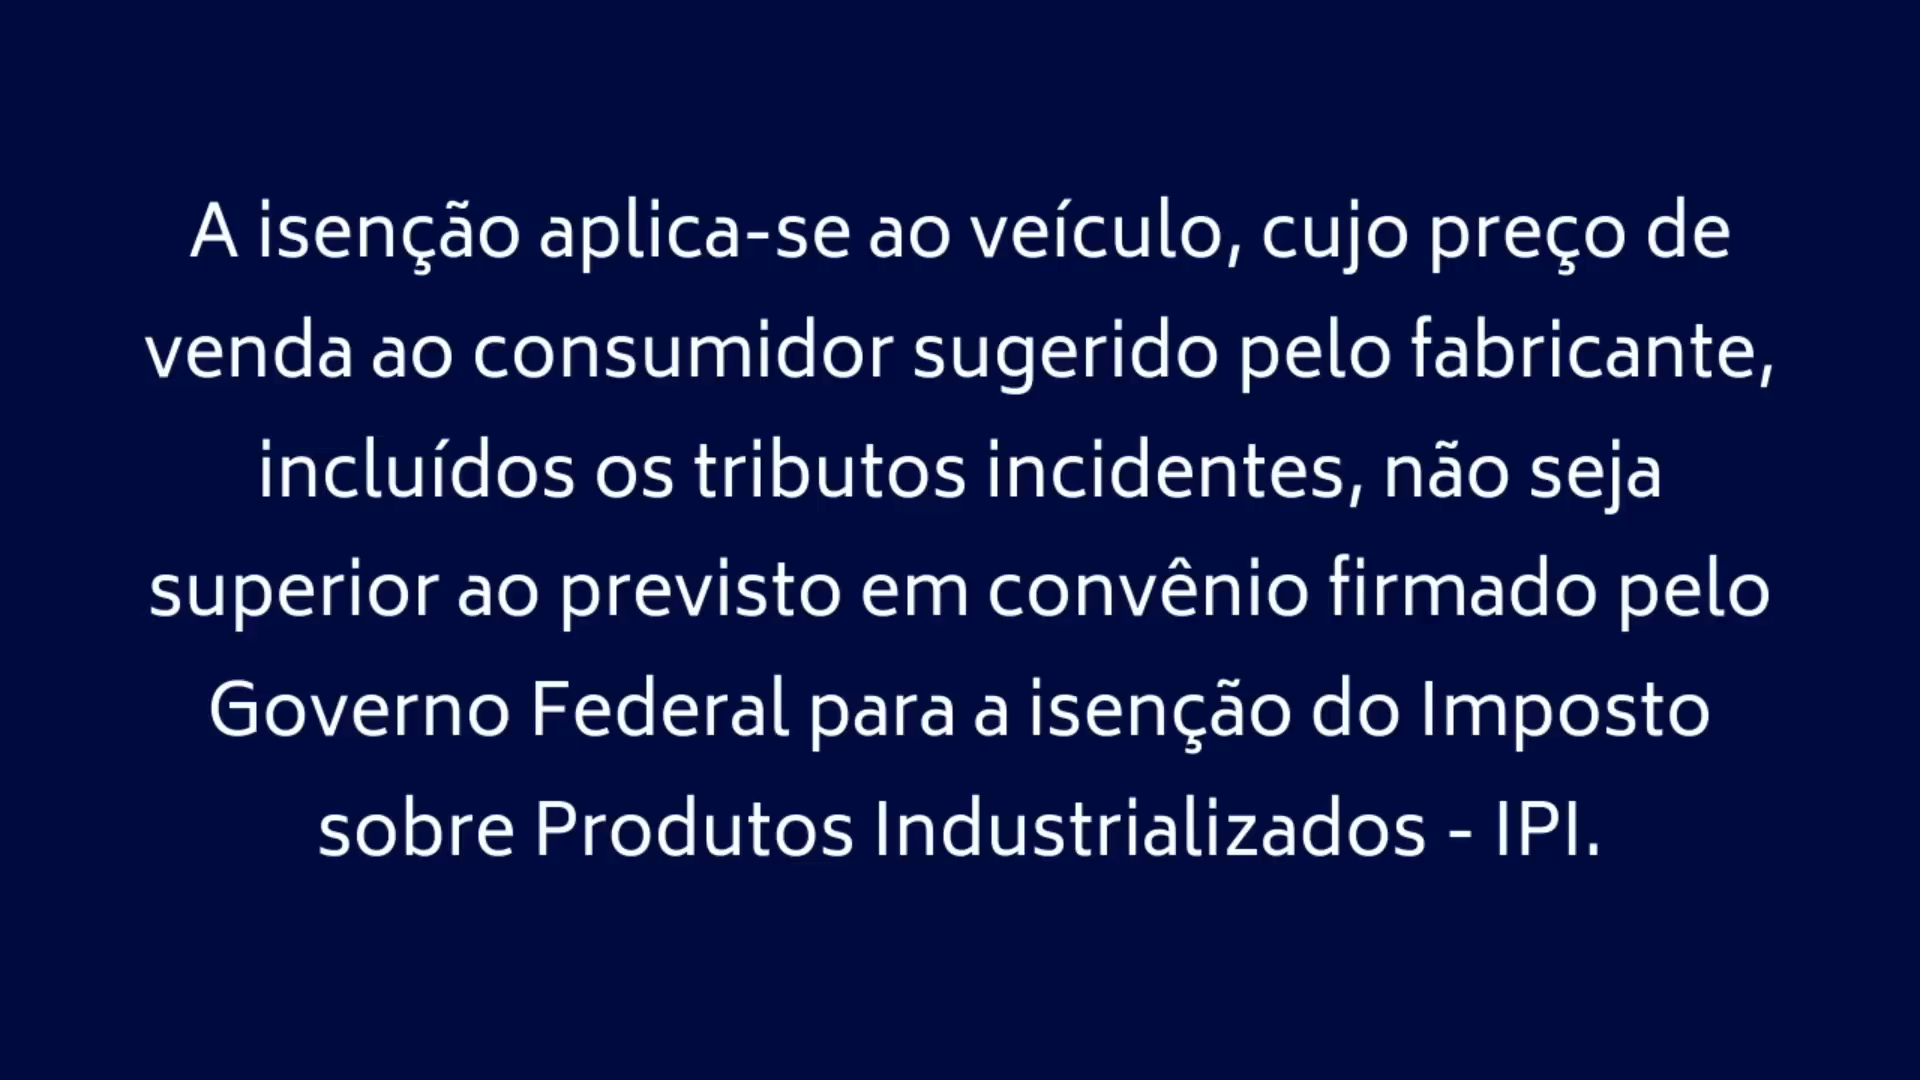 A isenção aplica-se ao veículo, cujo preço de
venda ao consumidor sugerido pelo fabricante,
incluídos os tributos incidentes, não seja
superior ao previsto em convênio firmado pelo
Governo Federal para a isenção do Imposto
sobre Produtos Industrializados - IPI.